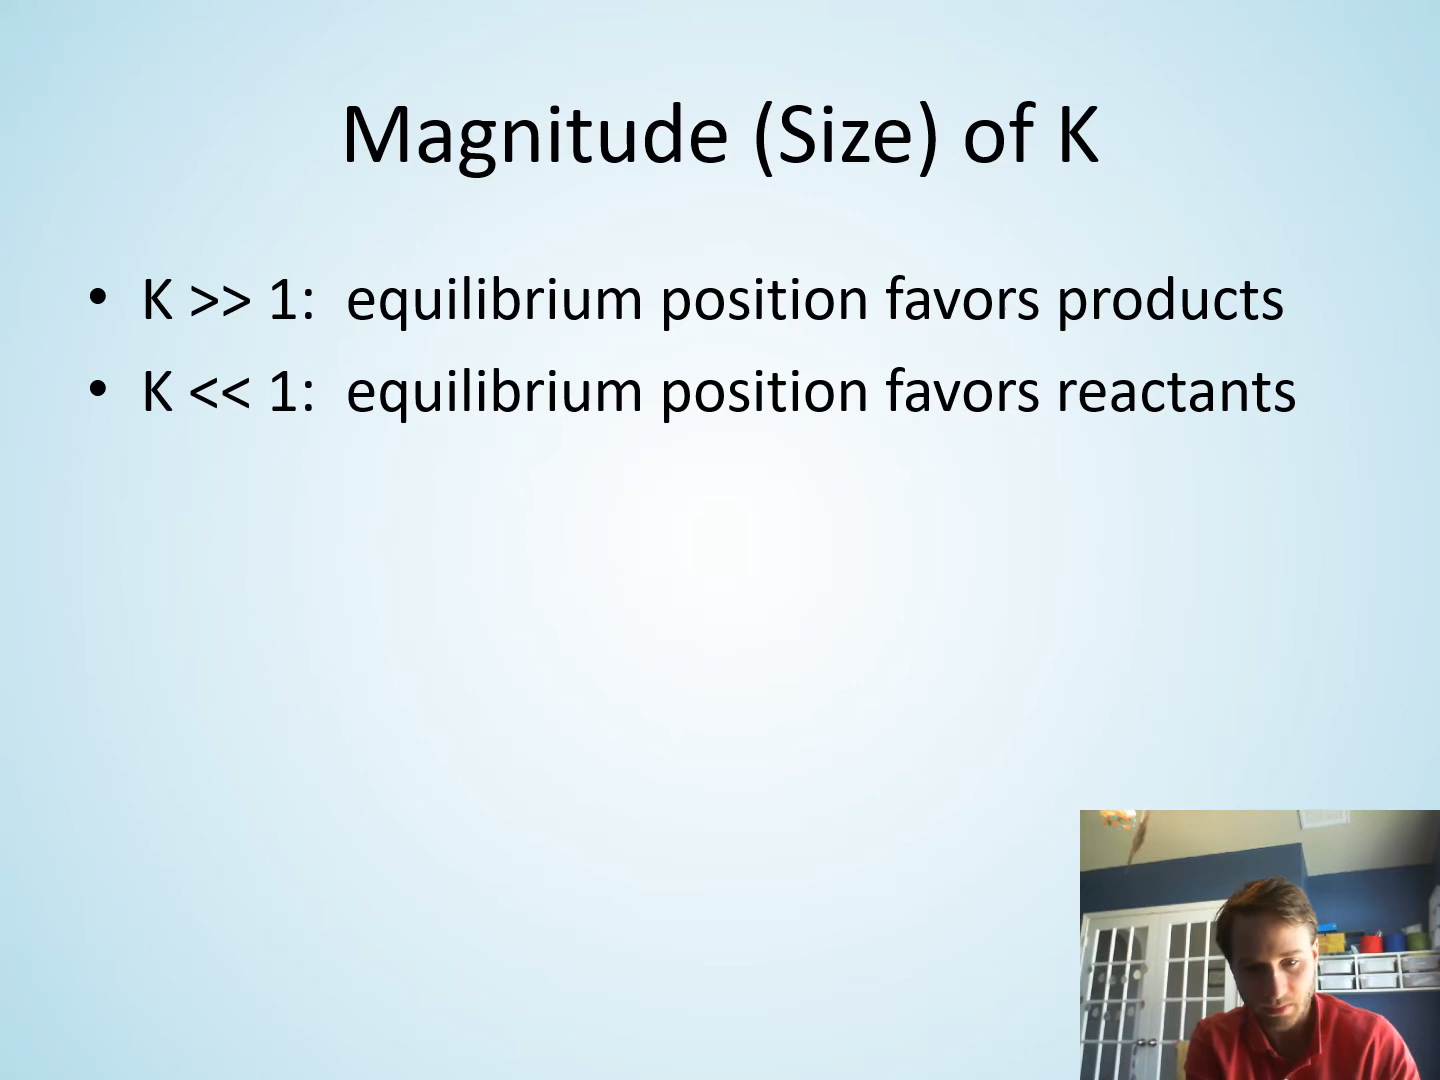 Magnitude (Size) of K
• K >> 1:  equilibrium position favors products
• K << 1:  equilibrium position favors reactants